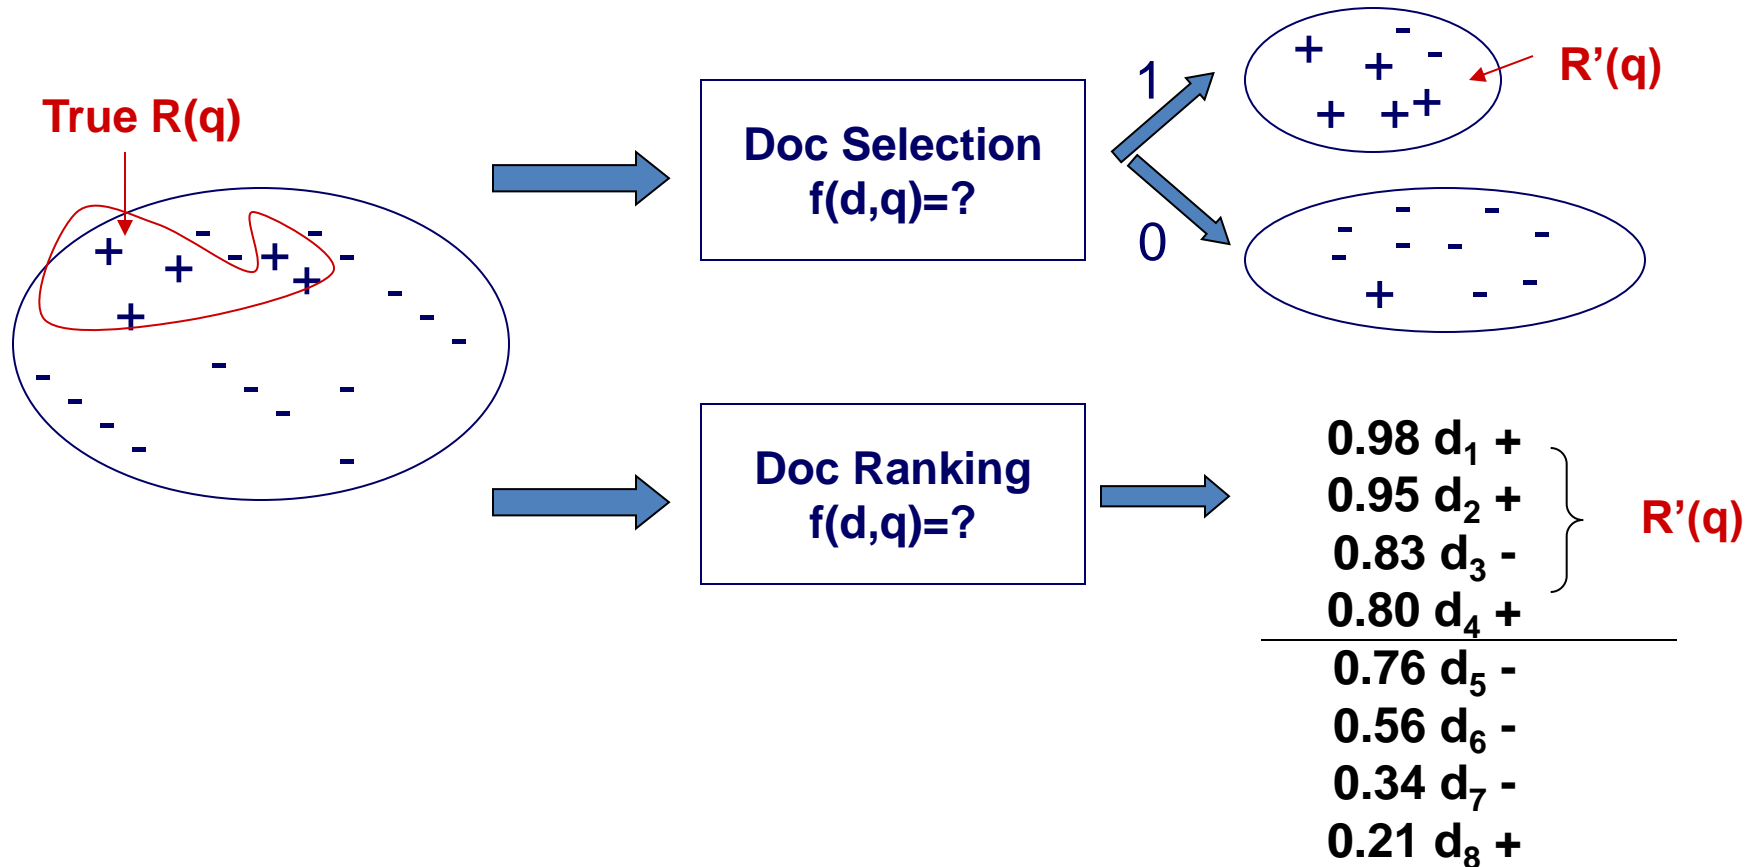 True R(q)
Doc Selection
f(d,q)=?
1
0
R’(q)
Doc Ranking
f(d,q)=?
0.98 d1 +
0.95 d2 +
0.83 d3 -
0.80 d4 +
0.76 d5 -
0.56 d6 -
0.34 d7 -
0.21 d8 +
R’(q)